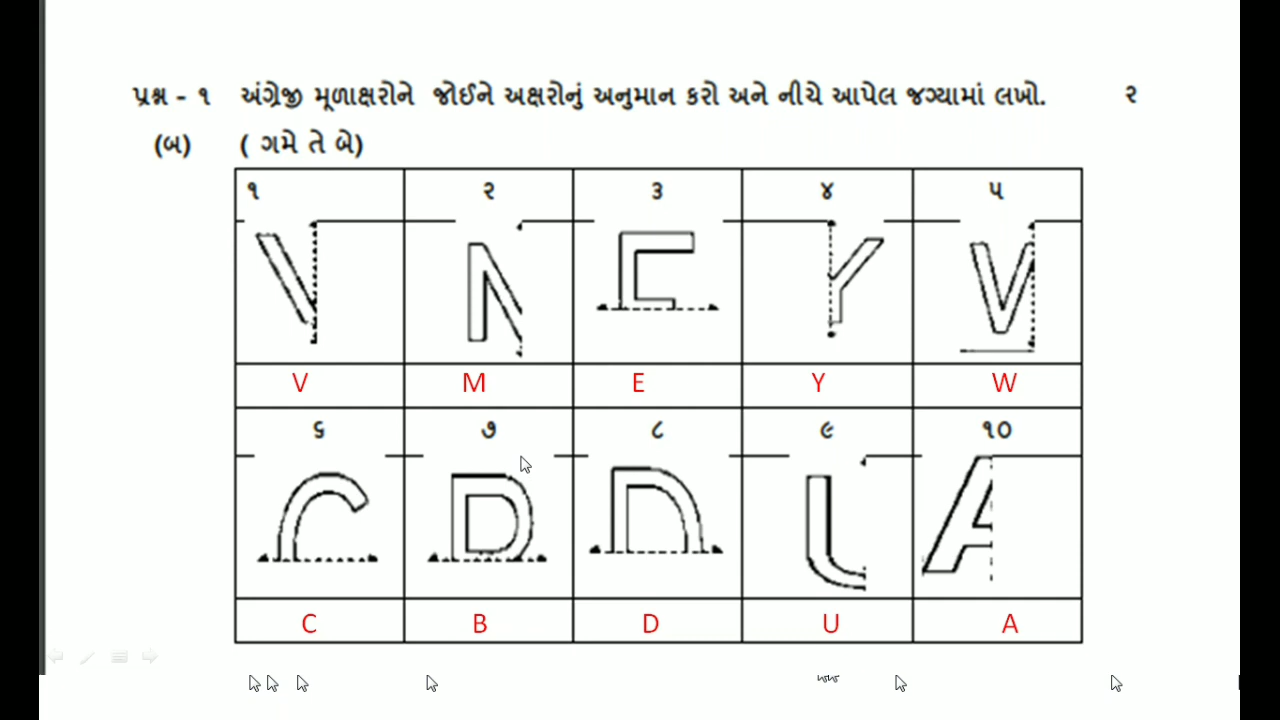 પ્રશ્ન - ૧ અંગ્રેજી મૂળાક્ષરોને જોઈને અક્ષરોનું અનુમાન કરો અને નીચે આપેલ જગ્યામાં લખો. ૨
(બ) ( ગમે તે બે)
૧ ૨ ૩ ૪ ૫
V M E Y W
૬ ૭ ૮ ૯ ૧૦
C B D U A